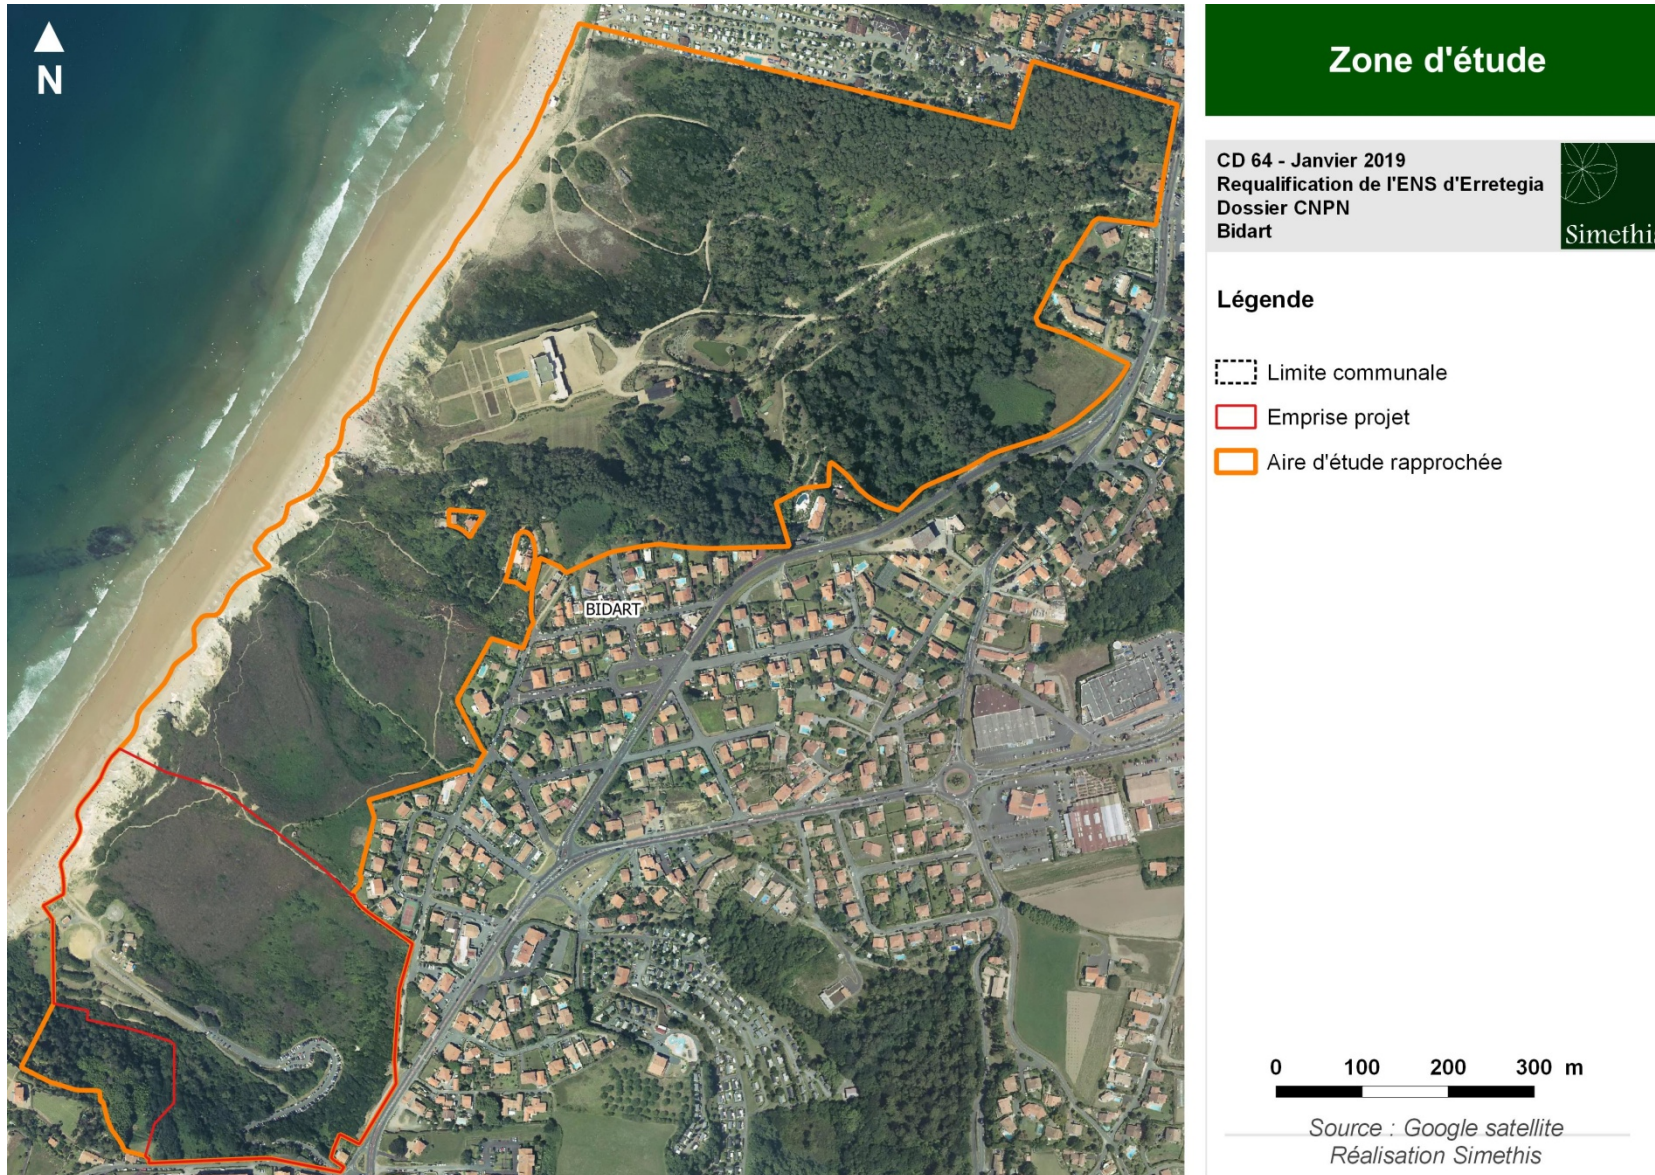 N
BIDART
Zone d'étude
CD 64 - Janvier 2019
Requalification de l'ENS d'Erretegia
Dossier CNPN
Bidart
Simethis
Légende
Limite communale
Emprise projet
Aire d'étude rapprochée
0 100 200 300 m
Source : Google satellite
Réalisation Simethis